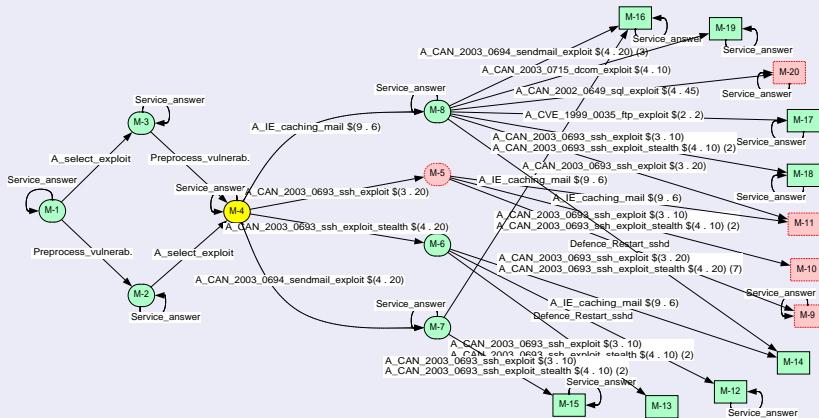 M-16
Service_answer
M-19
Service_answer
A_CAN_2003_0694_sendmail_exploit $(4 . 20) (3)
A_CAN_2003_0715_dcom_exploit $(4 . 10)
M-20
Service_answer
A_CAN_2002_0649_sql_exploit $(4 . 45)
Service_answer
M-8
A_CVE_1999_0035_ftp_exploit $(2 . 2)
M-17
Service_answer
Service_answer
M-3
A_IE_caching_mail $(9 . 6)
A_CAN_2003_0693_ssh_exploit $(3 . 10)
A_CAN_2003_0693_ssh_exploit_stealth $(4 . 10) (2)
A_select_exploit
Preprocess_vulnerab.
A_CAN_2003_0693_ssh_exploit $(3 . 20)
M-18
Service_answer
Service_answer
M-5
A_IE_caching_mail $(9 . 6)
Service_answer
A_CAN_2003_0693_ssh_exploit $(3 . 20)
A_IE_caching_mail $(9 . 6)
M-1
M-4
A_CAN_2003_0693_ssh_exploit $(3 . 10)
A_CAN_2003_0693_ssh_exploit_stealth $(4 . 10) (2)
M-11
A_CAN_2003_0693_ssh_exploit_stealth $(4 . 20)
M-6
Defence_Restart_sshd
Preprocess_vulnerab.
A_select_exploit
A_CAN_2003_0693_ssh_exploit $(3 . 20)
A_CAN_2003_0693_ssh_exploit_stealth $(4 . 20) (7)
M-10
A_CAN_2003_0694_sendmail_exploit $(4 . 20)
M-2
Service_answer
Service_answer
Service_answer
A_IE_caching_mail $(9 . 6)
M-9
Service_answer
M-7
Defence_Restart_sshd
A_CAN_2003_0693_ssh_exploit $(3 . 10)
A_CAN_2003_0693_ssh_exploit_stealth $(4 . 10) (2)
A_CAN_2003_0693_ssh_exploit $(3 . 10)
A_CAN_2003_0693_ssh_exploit_stealth $(4 . 10) (2)
M-14
Service_answer
M-15
M-13
M-12
Service_answer